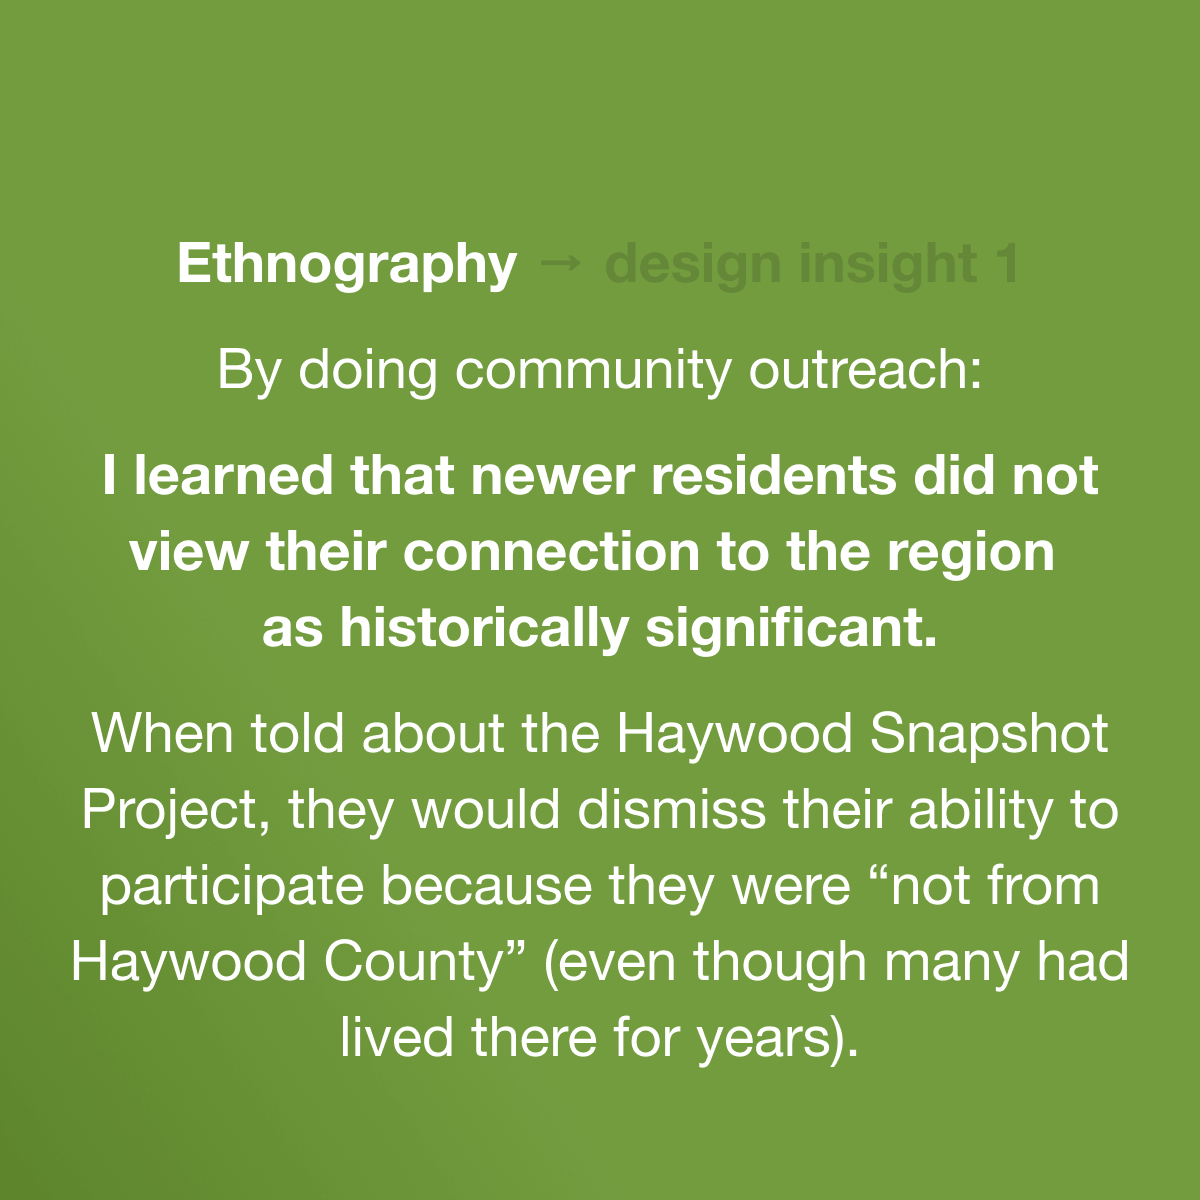 Ethnography → design insight 1
By doing community outreach:
I learned that newer residents did not
view their connection to the region
as historically significant.
When told about the Haywood Snapshot
Project, they would dismiss their ability to
participate because they were “not from
Haywood County” (even though many had
lived there for years).